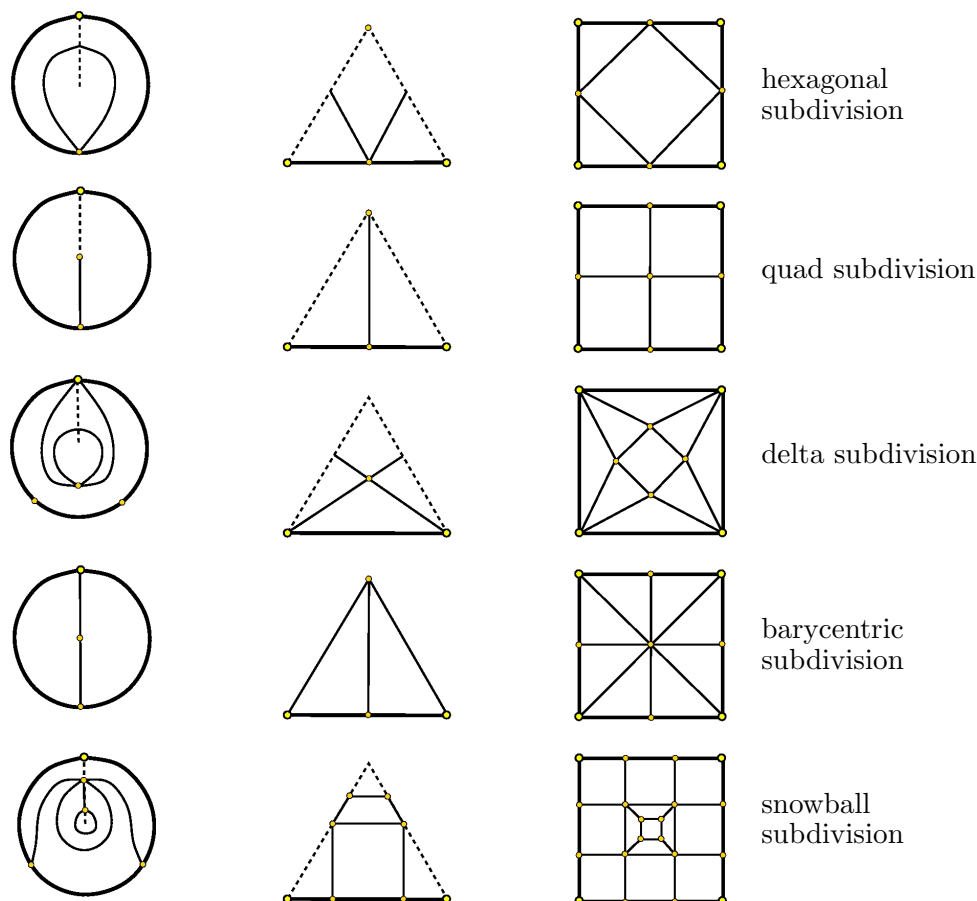 hexagonal
subdivision
quad subdivision
delta subdivision
barycentric
subdivision
snowball
subdivision